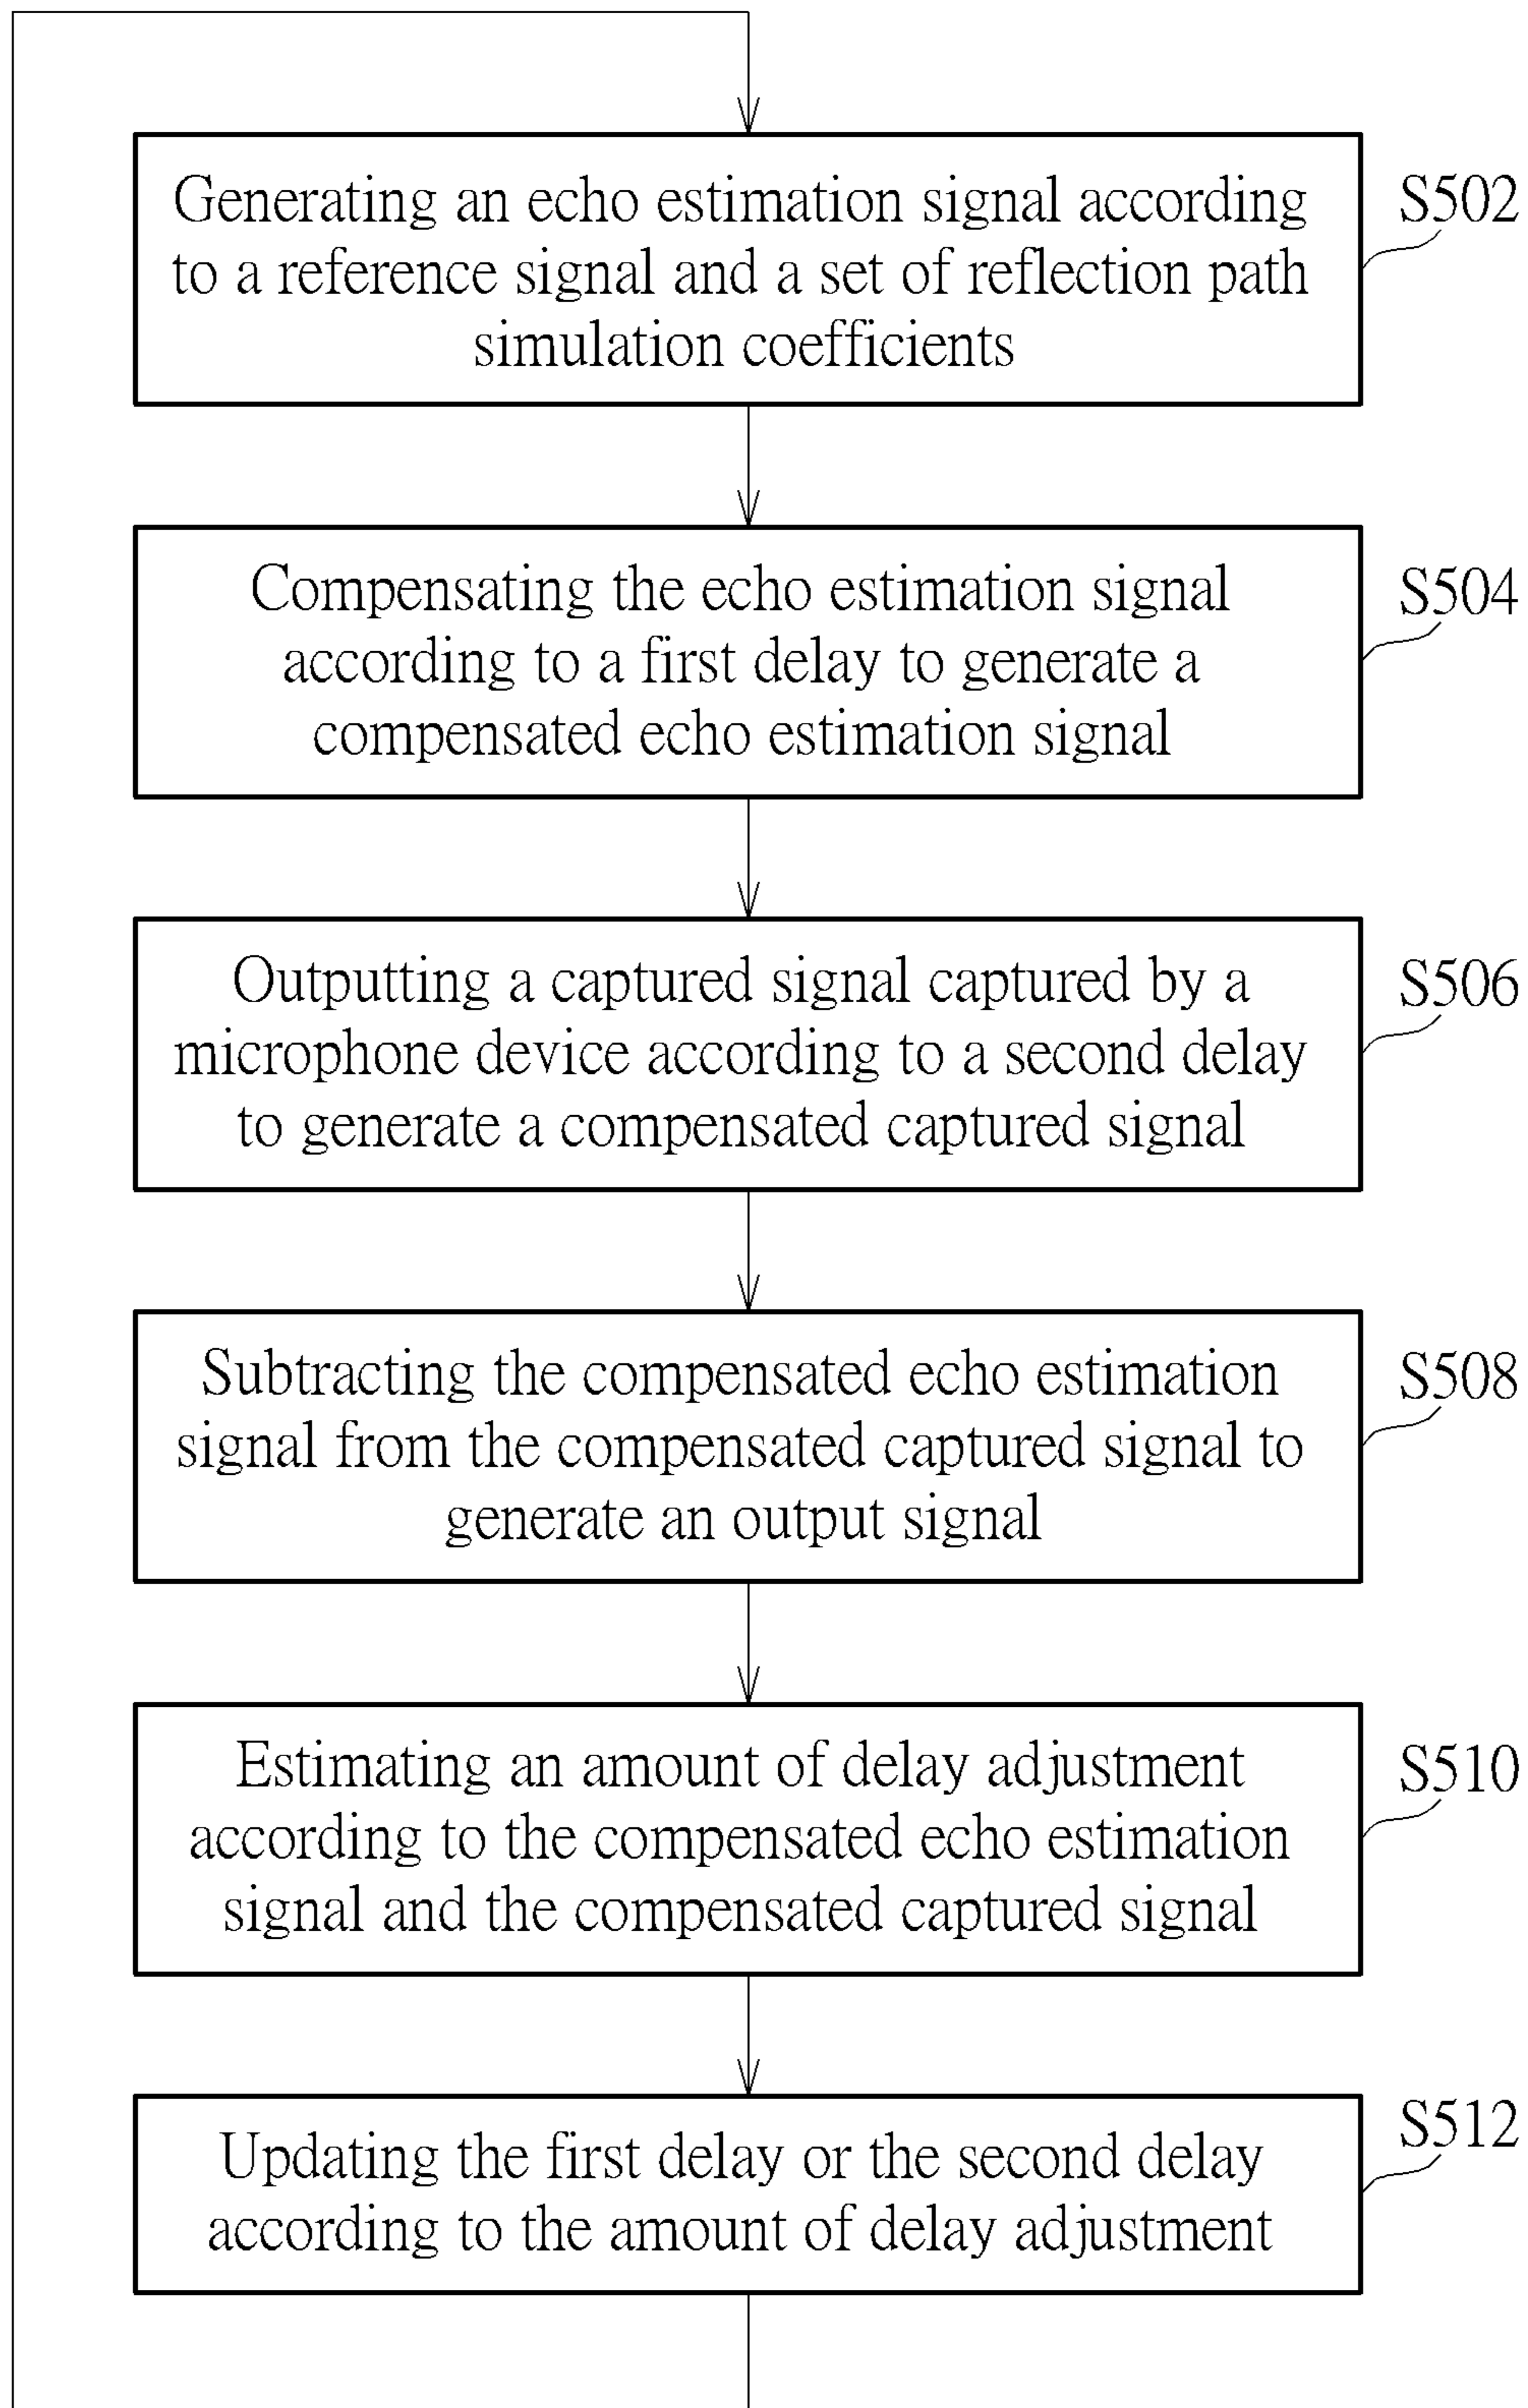 Generating an echo estimation signal according
to a reference signal and a set of reflection path
simulation coefficients
S502
Compensating the echo estimation signal
according to a first delay to generate a
compensated echo estimation signal
S504
Outputting a captured signal captured by a
microphone device according to a second delay
to generate a compensated captured signal
S506
Subtracting the compensated echo estimation
signal from the compensated captured signal to
generate an output signal
S508
Estimating an amount of delay adjustment
according to the compensated echo estimation
signal and the compensated captured signal
S510
Updating the first delay or the second delay
according to the amount of delay adjustment
S512